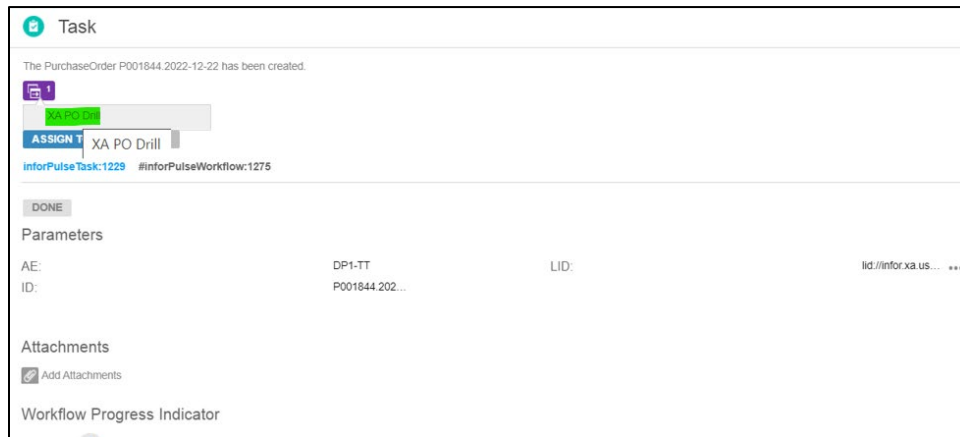 Task
The PurchaseOrder P001844.2022-12-22 has been created.
1
XA PO Drill
ASSIGN T
XA PO Drill
inforPulseTask:1229 #inforPulseWorkflow:1275
DONE
Parameters
AE: DP1-TT LID: lid://infor.xa.us... ...
ID: P001844.202...
Attachments
Add Attachments
Workflow Progress Indicator